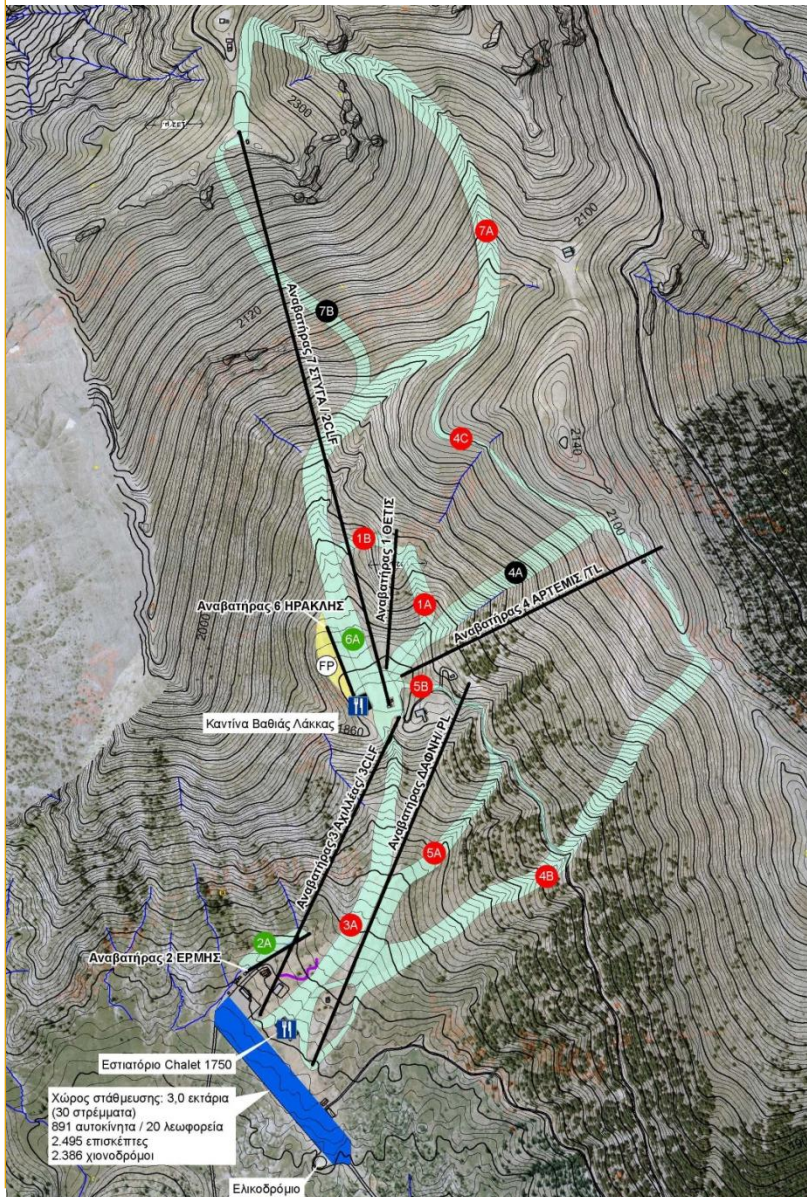 2300
2100
7A
7B
2120
Αναβατήρας 7 ΣΤΥΓΑ / 2CLF
4C
2140
2100
1B
Αναβατήρας 1 ΘΕΤΙΣ
4A
1A
Αναβατήρας 4 ΑΡΤΕΜΙΣ /TL
Αναβατήρας 6 ΗΡΑΚΛΗΣ
2000
6A
FP
5B
Καντίνα Βαθιάς Λάκκας
1860
Αναβατήρας 3 Αχιλλέας/ 3CLF
Αναβατήρας ΔΑΦΝΗ/ PL
5A
4B
3A
2A
Αναβατήρας 2 ΕΡΜΗΣ
Εστιατόριο Chalet 1750
Χώρος στάθμευσης: 3,0 εκτάρια
(30 στρέμματα)
891 αυτοκίνητα / 20 λεωφορεία
2.495 επισκέπτες
2.386 χιονοδρόμοι
Ελικοδρόμιο